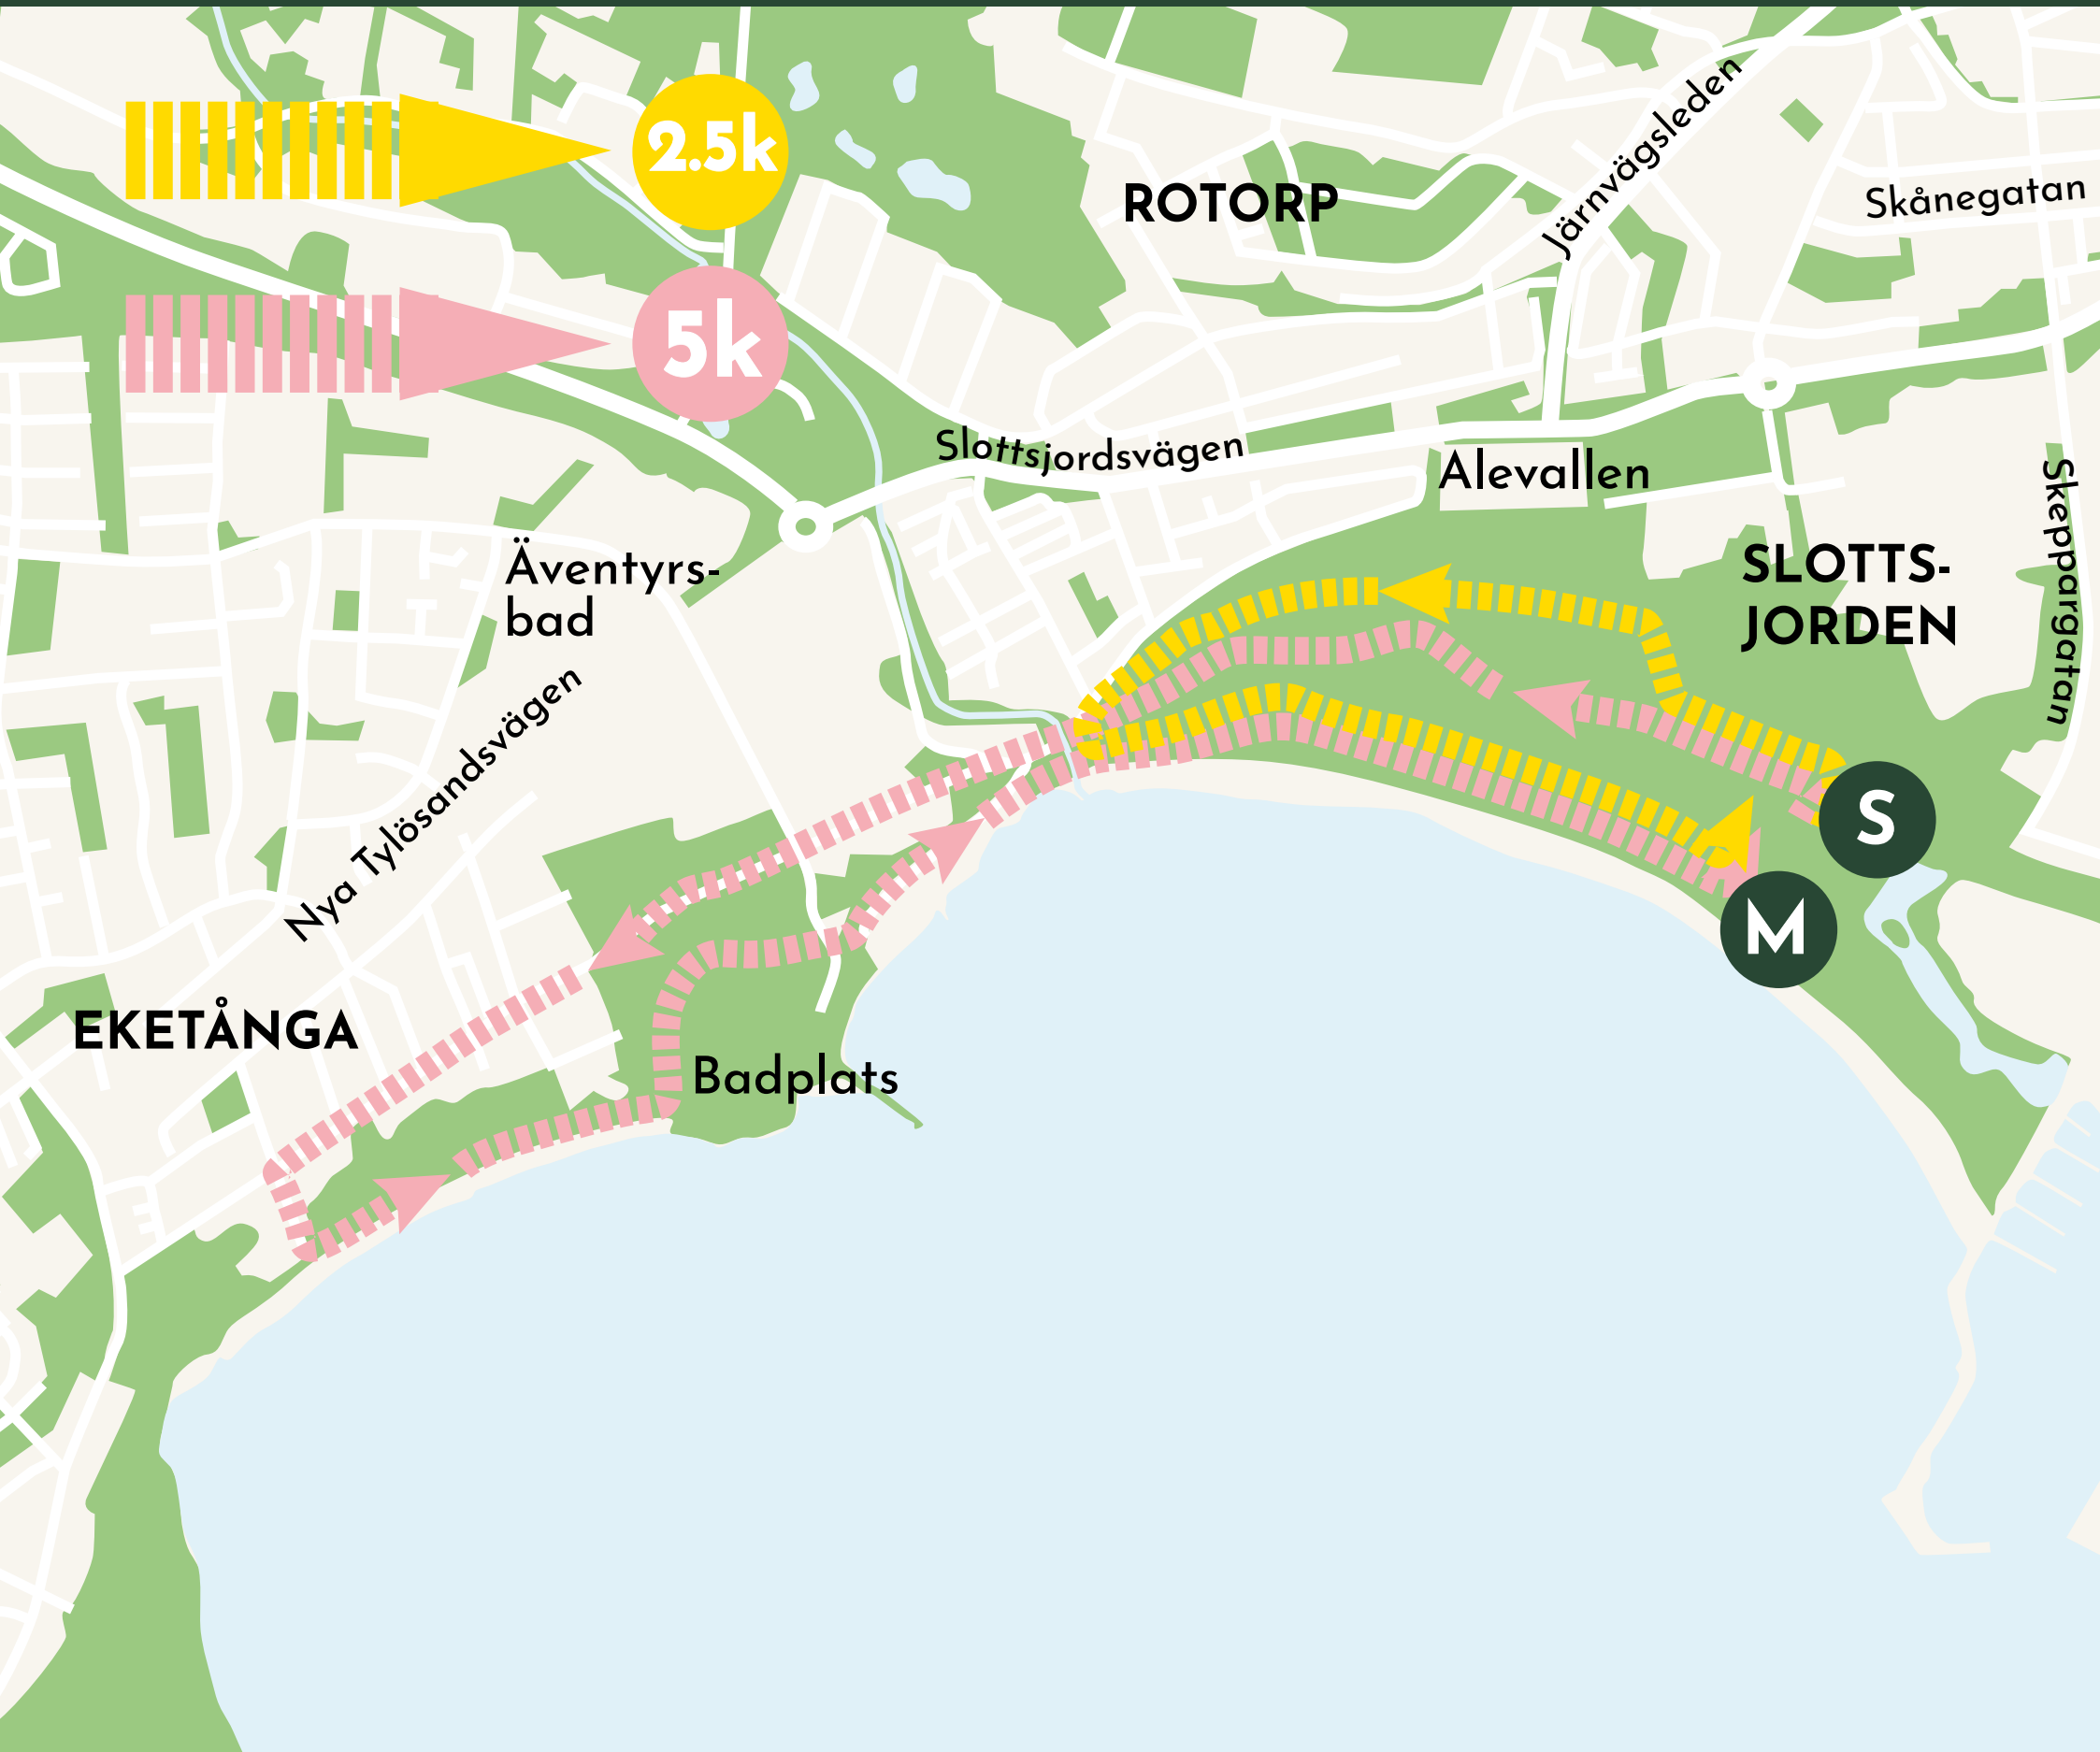 2.5k
5k
ROTORP
Järnvägsleden
Skånegatan
Slottsjordsvägen
Alevallen
Skeppargatan
SLOTTS-
JORDEN
Äventyrs-
bad
Nya Tylösandsvägen
S
M
EKETÅNGA
Badplats